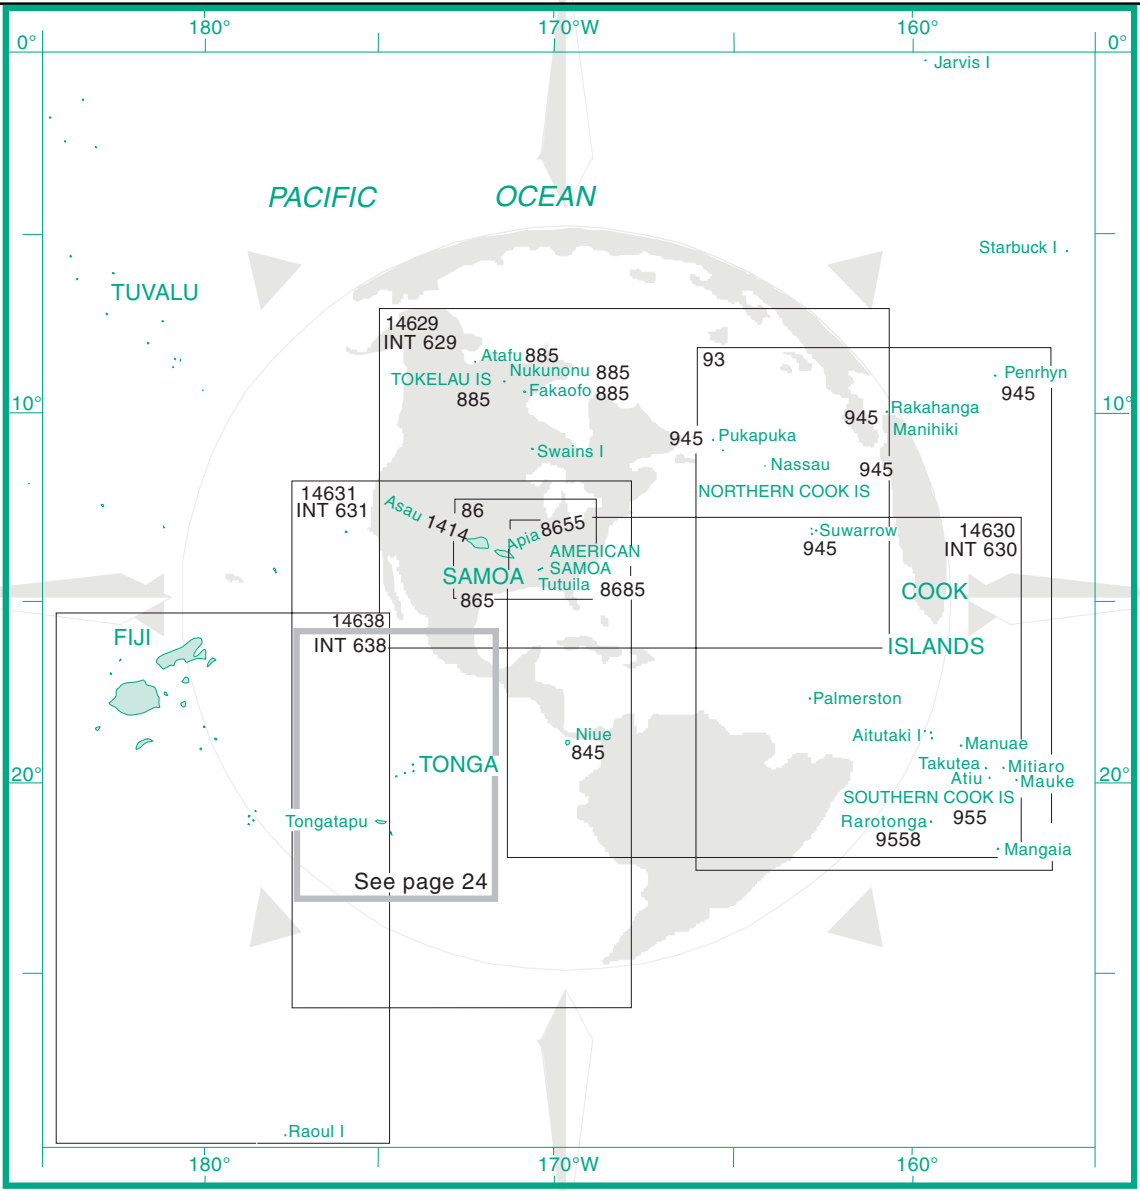 180°
170°W
160°
0°
0°
Jarvis I
PACIFIC OCEAN
Starbuck I
TUVALU
14629
INT 629
Atafu 885
Nukunonu 885
TOKELAU IS
Fakaofo 885
885
93
Penrhyn
945
10°
10°
Rakahanga
945
Manihiki
945 Pukapuka
Swains I
Nassau
945
NORTHERN COOK IS
14631
INT 631
Asau 1414
86
Apia 8655
Suwarrow
945
14630
INT 630
AMERICAN
SAMOA
SAMOA
Tutuila
8685
865
COOK
ISLANDS
FIJI
14638
INT 638
Palmerston
Niue
845
Aitutaki I
Manuae
TONGA
Takutea
Mitiaro
Atiu
Mauke
20°
20°
SOUTHERN COOK IS
Tongatapu
Rarotonga
955
9558
Mangaia
See page 24
Raoul I
180°
170°W
160°